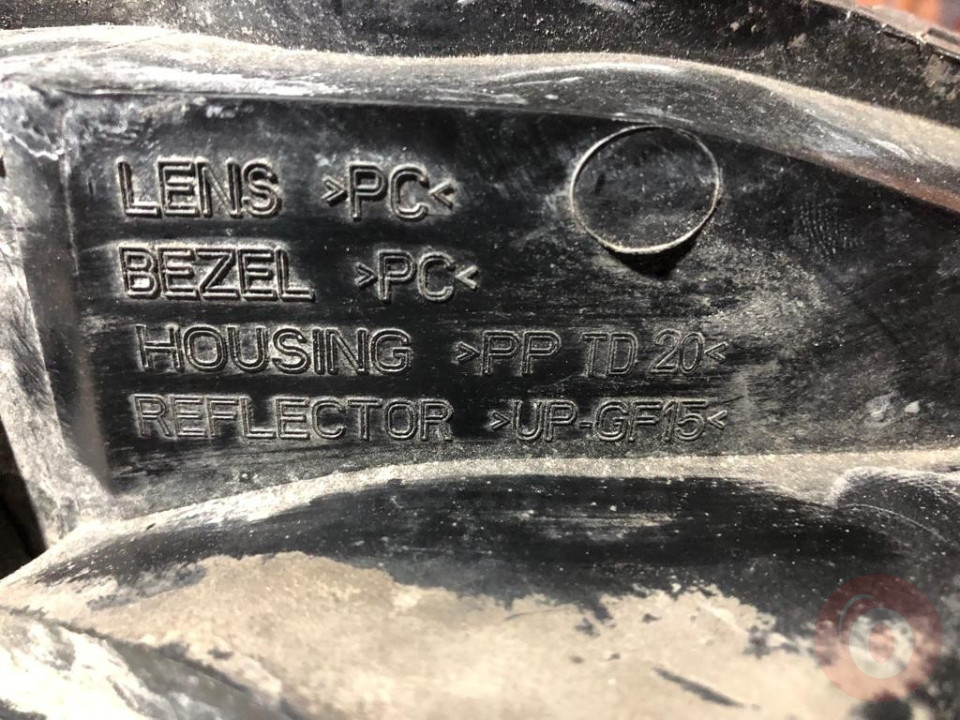 LENS >PC<
BEZEL >PC<
HOUSING >PP TD 20<
REFLECTOR >UP-GF15<